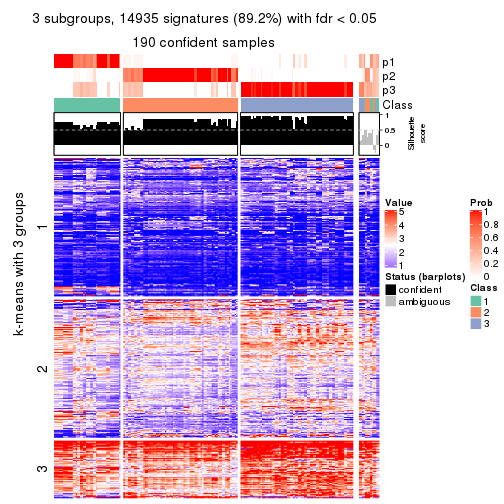 3 subgroups, 14935 signatures (89.2%) with fdr < 0.05
190 confident samples
p1
p2
p3
Class
1
0.5
0
Silhouette
score
k-means with 3 groups
1
2
3
Value
5
4
3
2
1
Status (barplots)
confident
ambiguous
Prob
1
0.8
0.6
0.4
0.2
0
Class
1
2
3